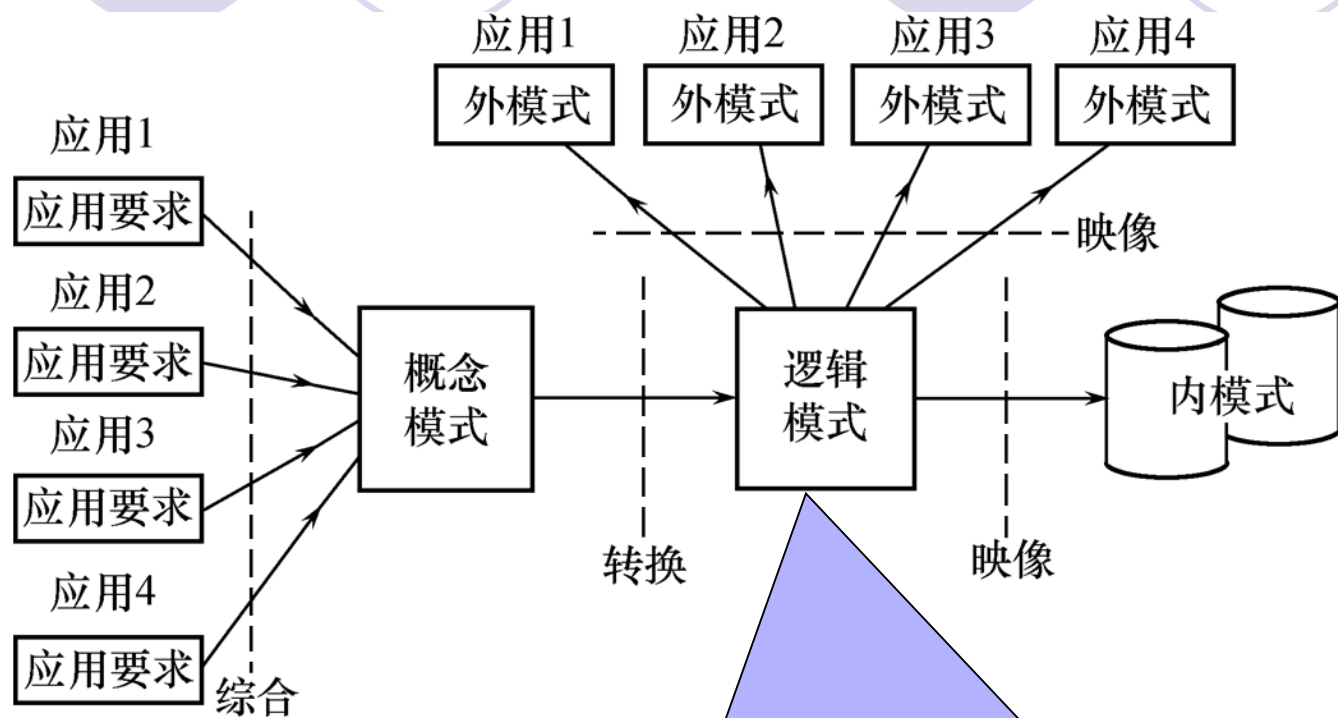 应用1
应用2
应用3
应用4
外模式
外模式
外模式
外模式
应用1
应用要求
映像
应用2
应用要求
概念
模式
逻辑
模式
内模式
应用3
应用要求
转换
映像
应用4
应用要求
综合